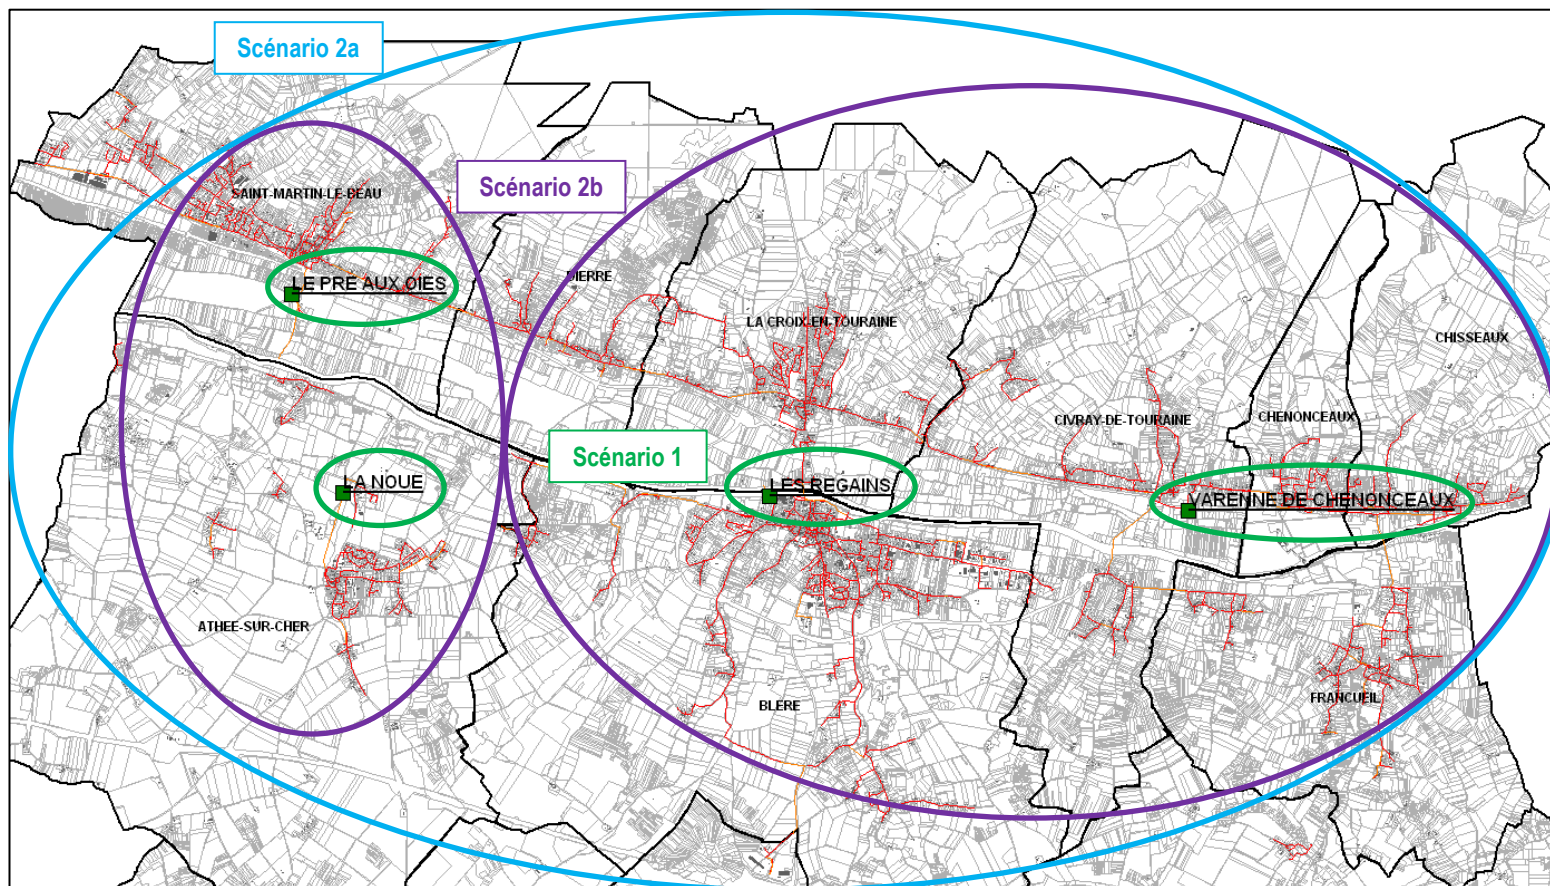 Scénario 2a
Scénario 2b
SAINT-MARTIN-LE-BEAU
LE PRE AUX OIES
DIERRE
LA CROIX-EN-TOURAINE
CHISSEAUX
CIVRAY-DE-TOURAINE
CHENONCEAUX
Scénario 1
LA NOUE
LES REGAINS
VARENNE DE CHENONCEAUX
ATHEE-SUR-CHER
BLERE
FRANCUEIL